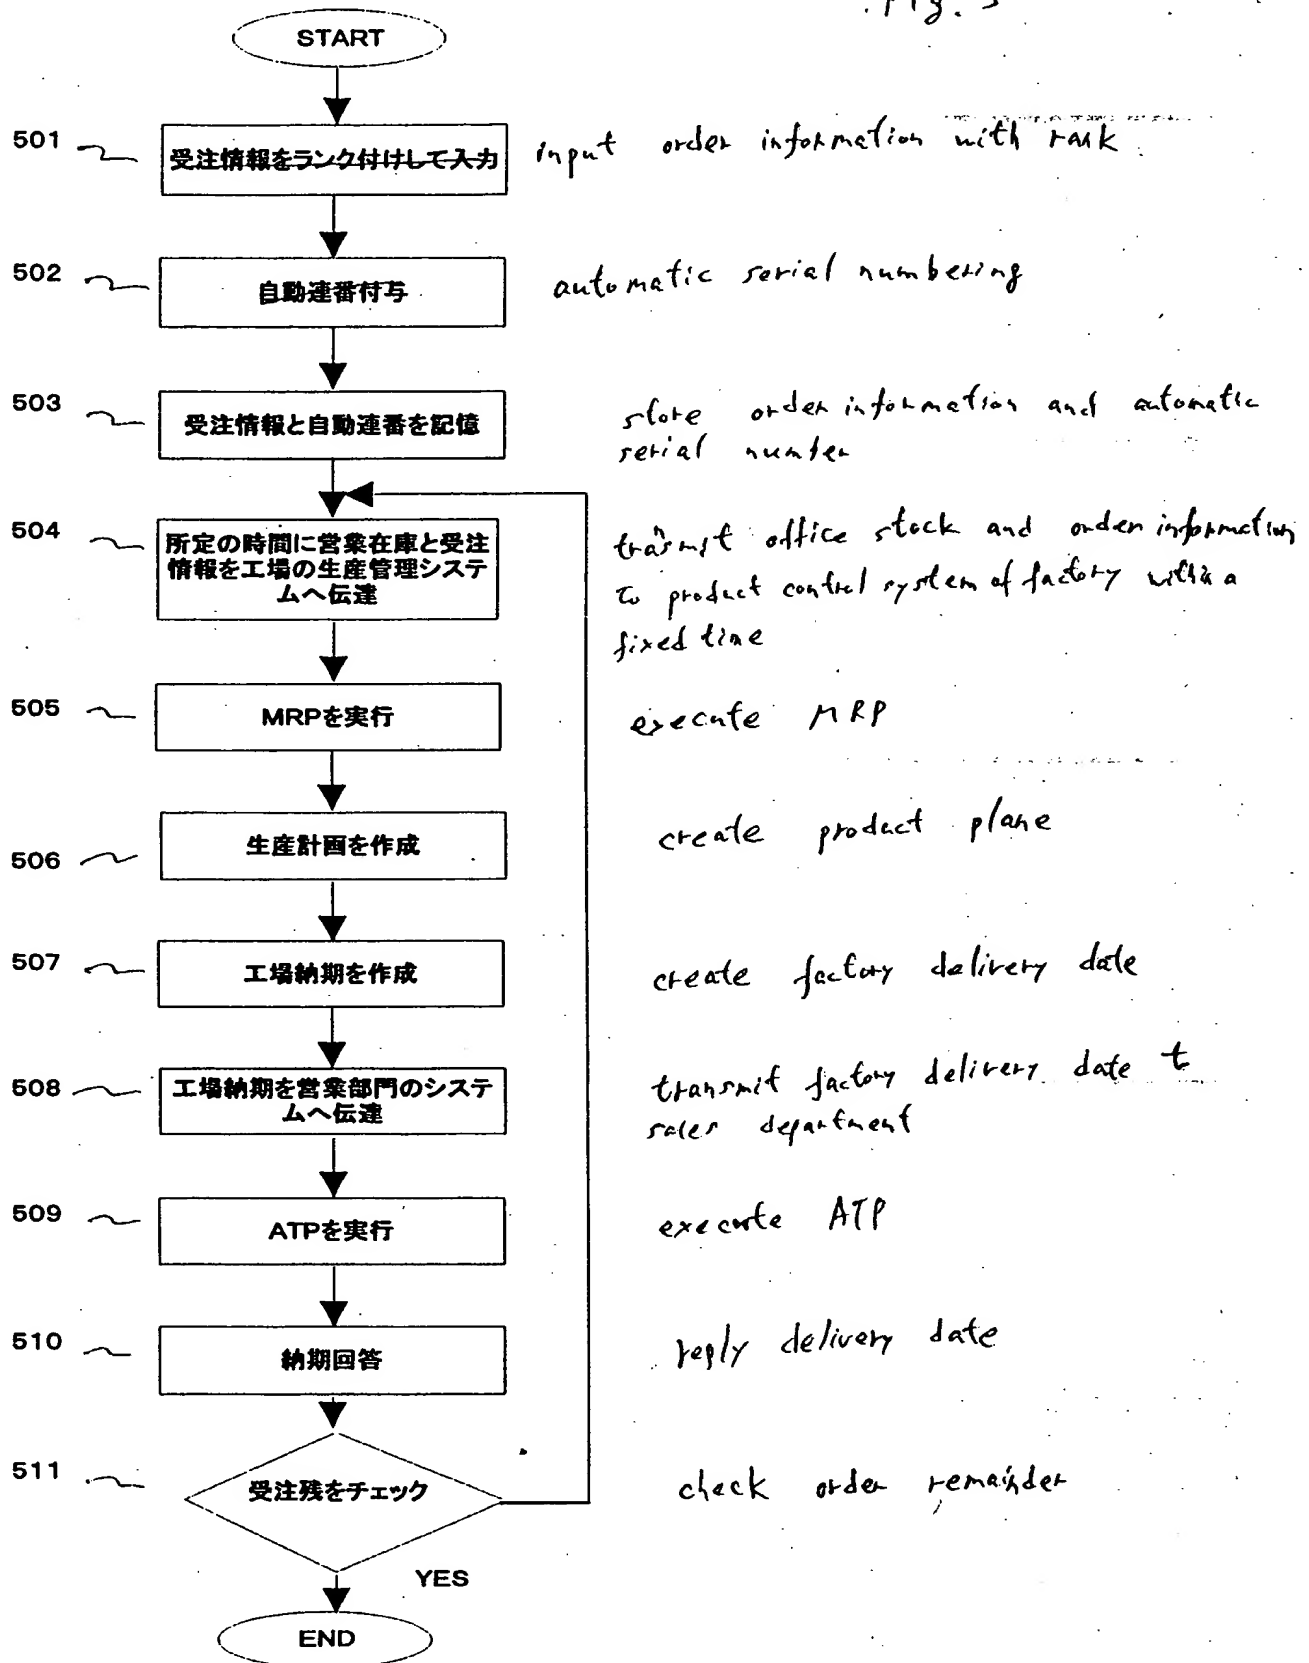 Fig. 5
START
501
受注情報をランク付けして入力
input order information with rank
502
自動連番付与
automatic serial numbering
503
受注情報と自動連番を記憶
store order information and automatic
serial number
504
所定の時間に営業在庫と受注
情報を工場の生産管理システ
ムへ伝達
transmit office stock and order information
to product control system of factory within a
fixed time
505
MRPを実行
execute MRP
506
生産計画を作成
create product plane
507
工場納期を作成
create factory delivery date
508
工場納期を営業部門のシステ
ムへ伝達
transmit factory delivery date t
sales department
509
ATPを実行
execute ATP
510
納期回答
reply delivery date
511
受注残をチェック
check order remainder
YES
END